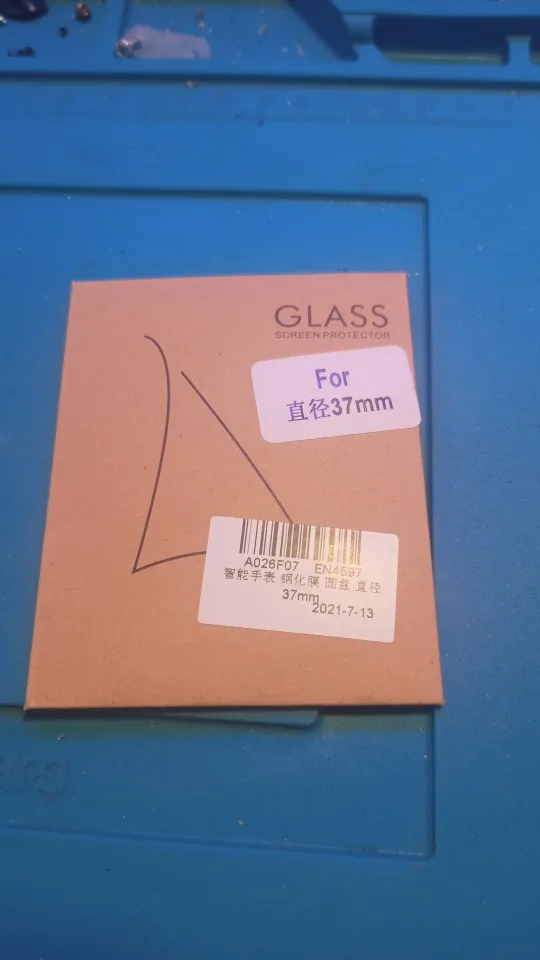 GLASS
SCREEN PROTECTOR
For
直径37mm
A026F07 EN4597
智能手表 钢化膜 圆盘 直径
37mm
2021-7-13